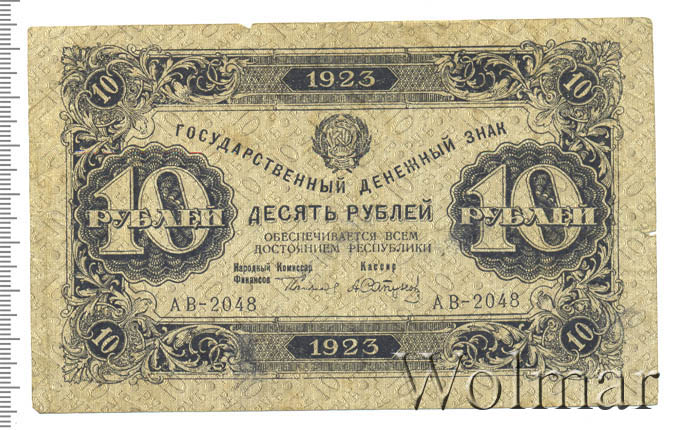 1923
10 10
ГОСУДАРСТВЕННЫЙ ДЕНЕЖНЫЙ ЗНАК
10 РУБЛЕЙ
ДЕСЯТЬ РУБЛЕЙ
10 РУБЛЕЙ
ОБЕСПЕЧИВАЕТСЯ ВСЕМ
ДОСТОЯНИЕМ РЕСПУБЛИКИ
Народный Комиссар Финансов
Кассир
АВ-2048 АВ-2048
10 10
1923
Wolmar